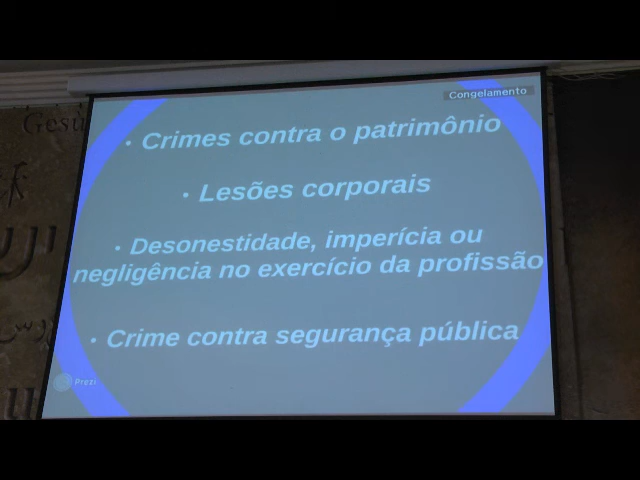 Congelamento
Gesù
• Crimes contra o patrimônio
• Lesões corporais
• Desonestidade, imperícia ou
negligência no exercício da profissão
• Crime contra segurança pública
Prezi